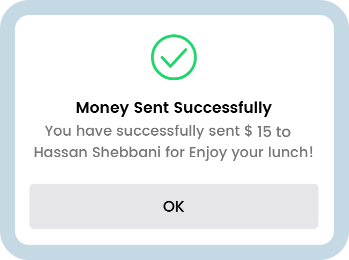 Money Sent Successfully
You have successfully sent $ 15 to
Hassan Shebbani for Enjoy your lunch!
OK